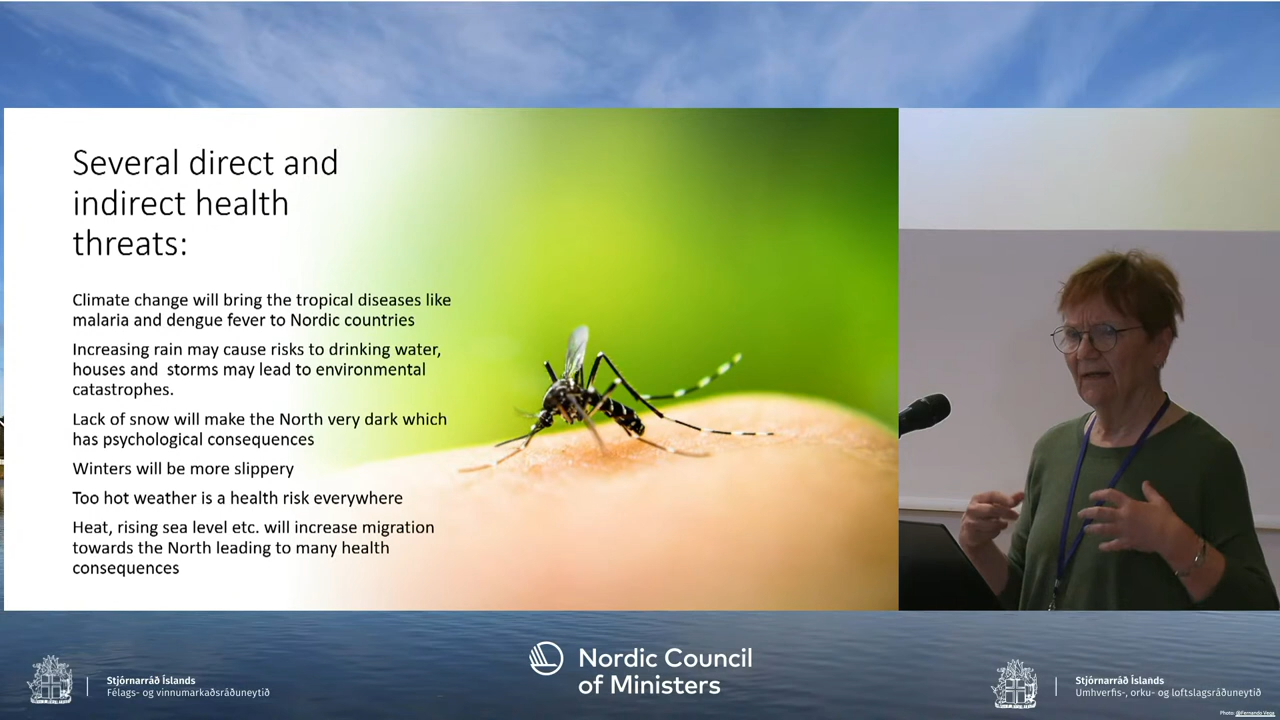 Several direct and
indirect health
threats:
Climate change will bring the tropical diseases like
malaria and dengue fever to Nordic countries
Increasing rain may cause risks to drinking water,
houses and  storms may lead to environmental
catastrophes.
Lack of snow will make the North very dark which
has psychological consequences
Winters will be more slippery
Too hot weather is a health risk everywhere
Heat, rising sea level etc. will increase migration
towards the North leading to many health
consequences
Stjórnarráð Íslands
Félags- og vinnumarkaðsráðuneytið
Nordic Council
of Ministers
Stjórnarráð Íslands
Umhverfis-, orku- og loftslagsráðuneytið
Photo: @Fernando Vega